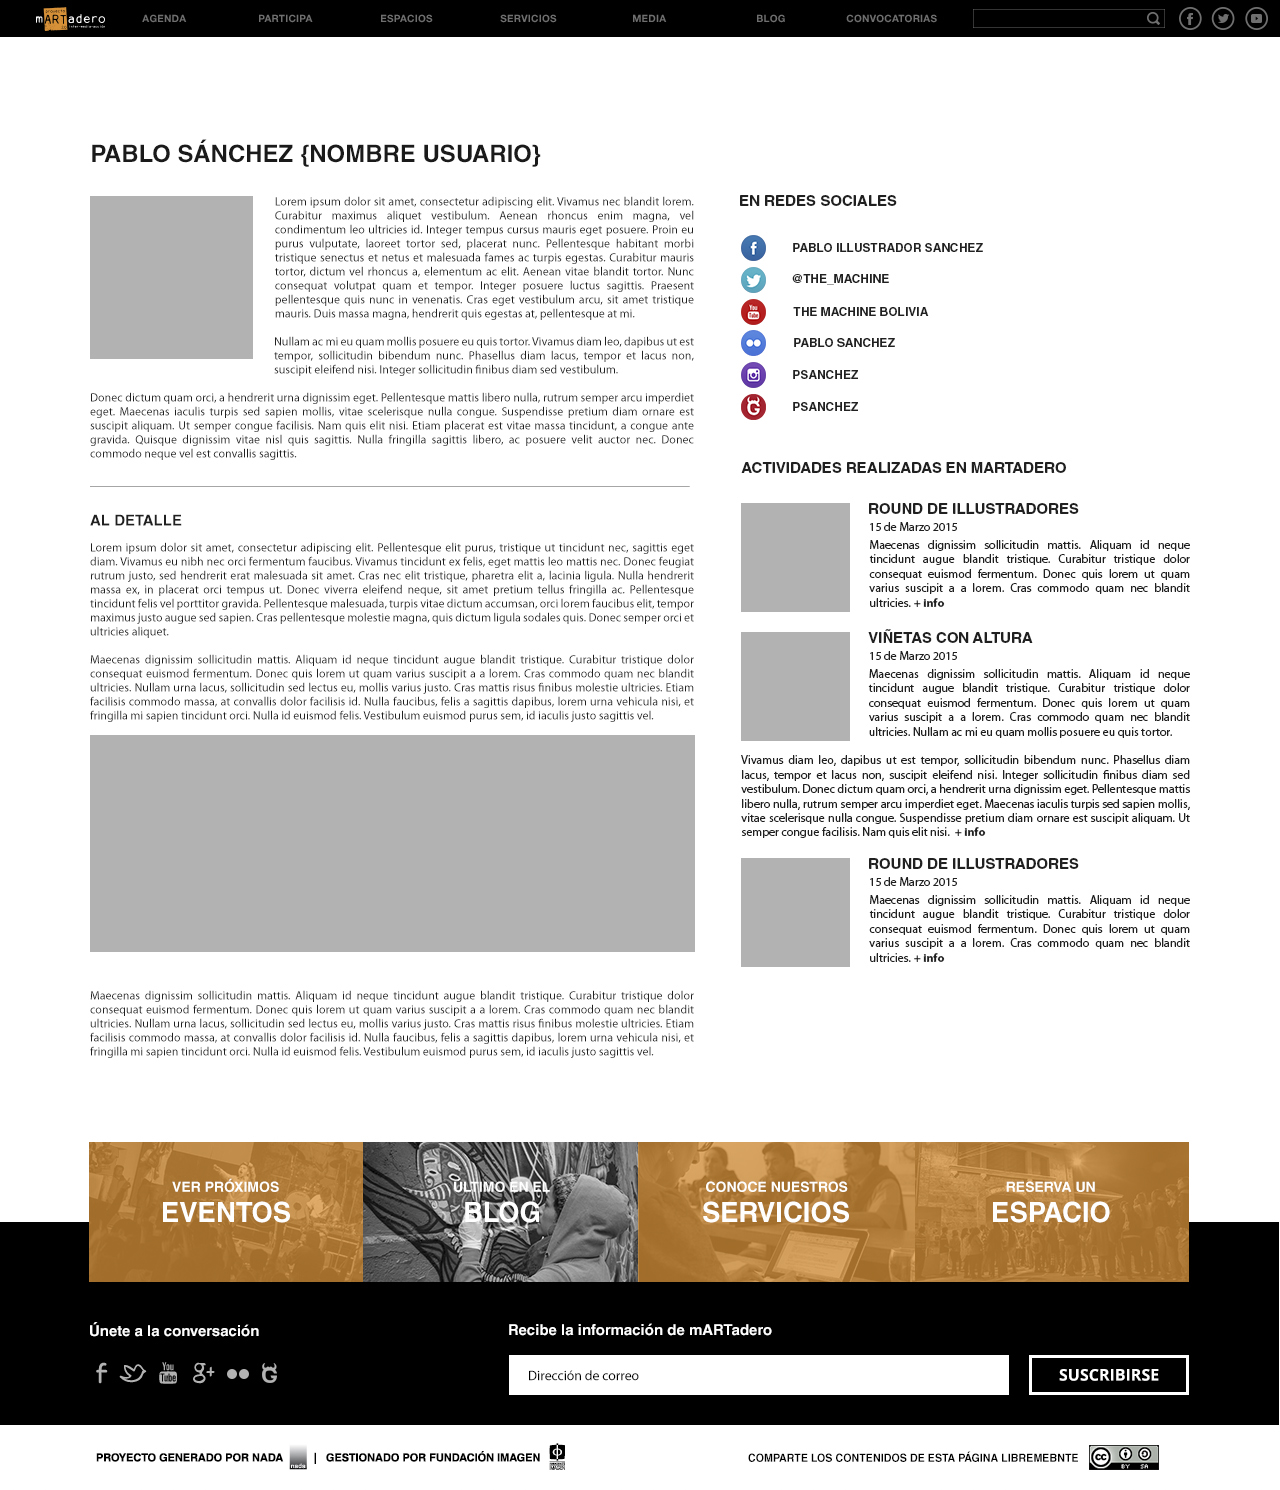 proyecto
mARTadero
AGENDA
PARTICIPA
ESPACIOS
SERVICIOS
MEDIA
BLOG
CONVOCATORIAS
PABLO SÁNCHEZ {NOMBRE USUARIO}
Lorem ipsum dolor sit amet, consectetur adipiscing elit. Vivamus nec blandit lorem.
Curabitur maximus aliquet vestibulum. Aenean rhoncus enim magna, vel
condimentum leo ultricies id. Integer tempus cursus mauris eget posuere. Proin eu
purus vulputate, laoreet tortor sed, placerat nunc. Pellentesque habitant morbi
tristique senectus et netus et malesuada fames ac turpis egestas. Curabitur mauris
tortor, dictum vel rhoncus a, elementum ac elit. Aenean vitae blandit tortor. Nunc
consequat volutpat quam et tempor. Integer posuere luctus sagittis. Praesent
pellentesque quis nunc in venenatis. Cras eget vestibulum arcu, sit amet tristique
mauris. Duis massa magna, hendrerit quis egestas at, pellentesque at mi.
Nullam ac mi eu quam mollis posuere eu quis tortor. Vivamus diam leo, dapibus ut est
tempor, sollicitudin bibendum nunc. Phasellus diam lacus, tempor et lacus non,
suscipit eleifend nisi. Integer sollicitudin finibus diam sed vestibulum.
Donec dictum quam orci, a hendrerit urna dignissim eget. Pellentesque mattis libero nulla, rutrum semper arcu imperdiet
eget. Maecenas iaculis turpis sed sapien mollis, vitae scelerisque nulla congue. Suspendisse pretium diam ornare est
suscipit aliquam. Ut semper congue facilisis. Nam quis elit nisi. Etiam placerat est vitae massa tincidunt, a congue ante
gravida. Quisque dignissim vitae nisl quis sagittis. Nulla fringilla sagittis libero, ac posuere velit auctor nec. Donec
commodo neque vel est convallis sagittis.
AL DETALLE
Lorem ipsum dolor sit amet, consectetur adipiscing elit. Pellentesque elit purus, tristique ut tincidunt nec, sagittis eget
diam. Vivamus eu nibh nec orci fermentum faucibus. Vivamus tincidunt ex felis, eget mattis leo mattis nec. Donec feugiat
rutrum justo, sed hendrerit erat malesuada sit amet. Cras nec elit tristique, pharetra elit a, lacinia ligula. Nulla hendrerit
massa ex, in placerat orci tempus ut. Donec viverra eleifend neque, sit amet pretium tellus fringilla ac. Pellentesque
tincidunt felis vel porttitor gravida. Pellentesque malesuada, turpis vitae dictum accumsan, orci lorem faucibus elit, tempor
maximus justo augue sed sapien. Cras pellentesque molestie magna, quis dictum ligula sodales quis. Donec semper orci et
ultricies aliquet.
Maecenas dignissim sollicitudin mattis. Aliquam id neque tincidunt augue blandit tristique. Curabitur tristique dolor
consequat euismod fermentum. Donec quis lorem ut quam varius suscipit a a lorem. Cras commodo quam nec blandit
ultricies. Nullam urna lacus, sollicitudin sed lectus eu, mollis varius justo. Cras mattis risus finibus molestie ultricies. Etiam
facilisis commodo massa, at convallis dolor facilisis id. Nulla faucibus, felis a sagittis dapibus, lorem urna vehicula nisi, et
fringilla mi sapien tincidunt orci. Nulla id euismod felis. Vestibulum euismod purus sem, id iaculis justo sagittis vel.
Maecenas dignissim sollicitudin mattis. Aliquam id neque tincidunt augue blandit tristique. Curabitur tristique dolor
consequat euismod fermentum. Donec quis lorem ut quam varius suscipit a a lorem. Cras commodo quam nec blandit
ultricies. Nullam urna lacus, sollicitudin sed lectus eu, mollis varius justo. Cras mattis risus finibus molestie ultricies. Etiam
facilisis commodo massa, at convallis dolor facilisis id. Nulla faucibus, felis a sagittis dapibus, lorem urna vehicula nisi, et
fringilla mi sapien tincidunt orci. Nulla id euismod felis. Vestibulum euismod purus sem, id iaculis justo sagittis vel.
EN REDES SOCIALES
PABLO ILLUSTRADOR SANCHEZ
@THE_MACHINE
THE MACHINE BOLIVIA
PABLO SANCHEZ
PSANCHEZ
PSANCHEZ
ACTIVIDADES REALIZADAS EN MARTADERO
ROUND DE ILLUSTRADORES
15 de Marzo 2015
Maecenas dignissim sollicitudin mattis. Aliquam id neque
tincidunt augue blandit tristique. Curabitur tristique dolor
consequat euismod fermentum. Donec quis lorem ut quam
varius suscipit a a lorem. Cras commodo quam nec blandit
ultricies. + info
VIÑETAS CON ALTURA
15 de Marzo 2015
Maecenas dignissim sollicitudin mattis. Aliquam id neque
tincidunt augue blandit tristique. Curabitur tristique dolor
consequat euismod fermentum. Donec quis lorem ut quam
varius suscipit a a lorem. Cras commodo quam nec blandit
ultricies. Nullam ac mi eu quam mollis posuere eu quis tortor.
Vivamus diam leo, dapibus ut est tempor, sollicitudin bibendum nunc. Phasellus diam
lacus, tempor et lacus non, suscipit eleifend nisi. Integer sollicitudin finibus diam sed
vestibulum. Donec dictum quam orci, a hendrerit urna dignissim eget. Pellentesque mattis
libero nulla, rutrum semper arcu imperdiet eget. Maecenas iaculis turpis sed sapien mollis,
vitae scelerisque nulla congue. Suspendisse pretium diam ornare est suscipit aliquam. Ut
semper congue facilisis. Nam quis elit nisi. + info
ROUND DE ILLUSTRADORES
15 de Marzo 2015
Maecenas dignissim sollicitudin mattis. Aliquam id neque
tincidunt augue blandit tristique. Curabitur tristique dolor
consequat euismod fermentum. Donec quis lorem ut quam
varius suscipit a a lorem. Cras commodo quam nec blandit
ultricies. + info
VER PRÓXIMOS
EVENTOS
ÚLTIMO EN EL
BLOG
CONOCE NUESTROS
SERVICIOS
RESERVA UN
ESPACIO
Únete a la conversación
You
Tube
g+
Recibe la información de mARTadero
Dirección de correo
SUSCRIBIRSE
PROYECTO GENERADO POR NADA
nada
| GESTIONADO POR FUNDACIÓN IMAGEN
COMPARTE LOS CONTENIDOS DE ESTA PÁGINA LIBREMEBNTE
cc
BY SA